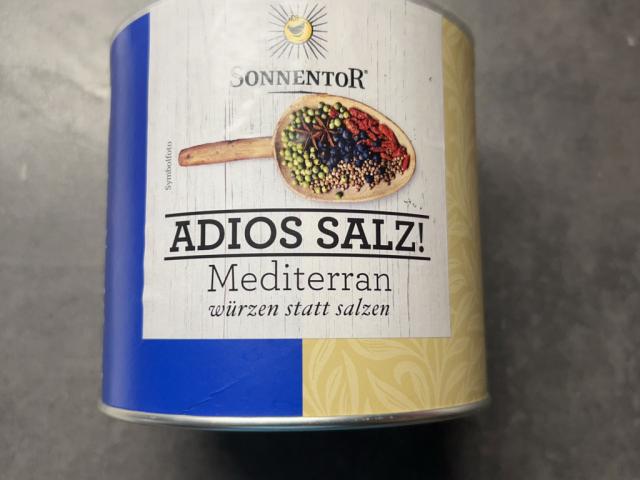 SONNENTOR®
Symbolfoto
ADIOS SALZ!
Mediterran
würzen statt salzen